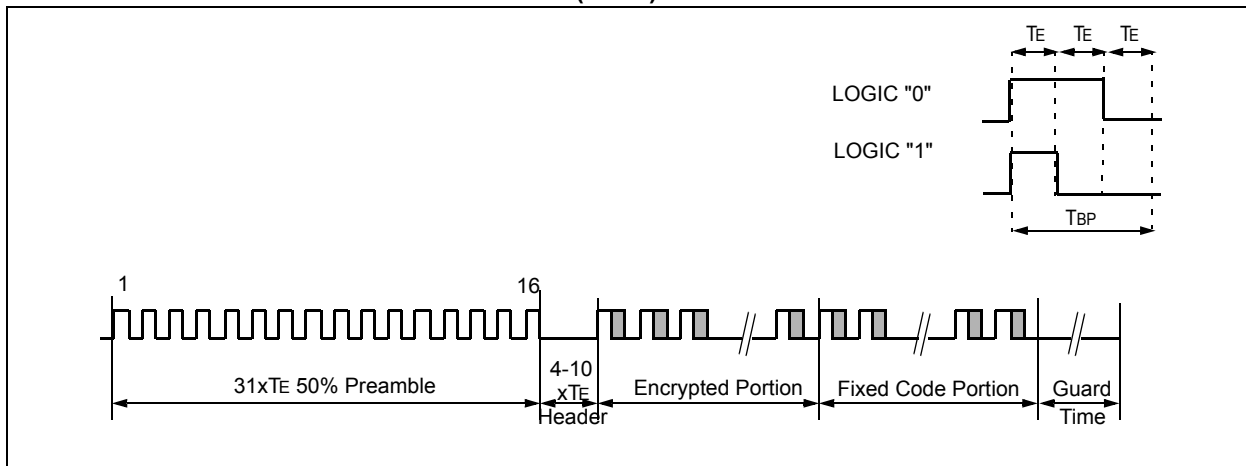 TE TE TE
LOGIC "0"
LOGIC "1"
TBP
1
16
31xTE 50% Preamble
4-10
xTE
Header
Encrypted Portion
Fixed Code Portion
Guard
Time